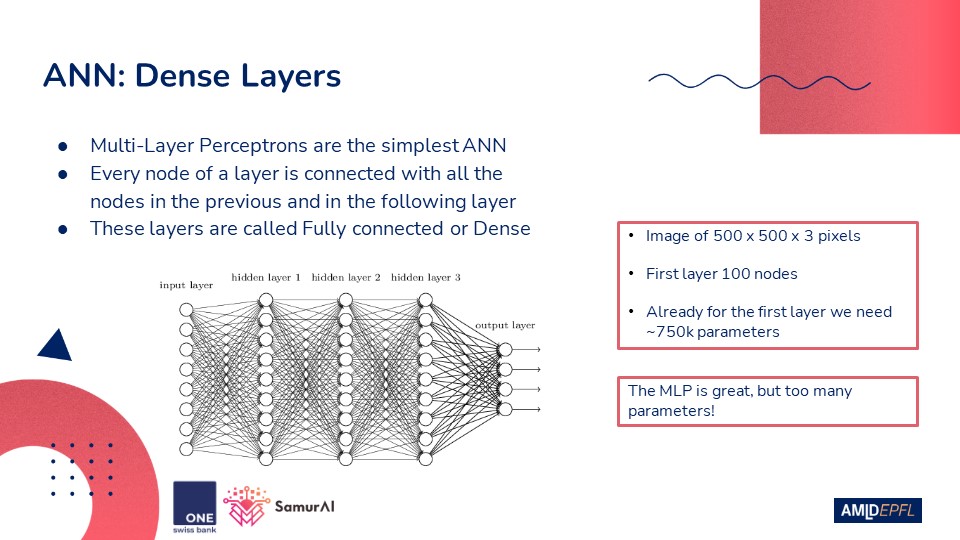 ANN: Dense Layers
● Multi-Layer Perceptrons are the simplest ANN
● Every node of a layer is connected with all the
nodes in the previous and in the following layer
● These layers are called Fully connected or Dense
input layer
hidden layer 1
hidden layer 2
hidden layer 3
output layer
• Image of 500 x 500 x 3 pixels
• First layer 100 nodes
• Already for the first layer we need
~750k parameters
The MLP is great, but too many
parameters!
ONE
swiss bank
SamurAI
AMLDEPFL